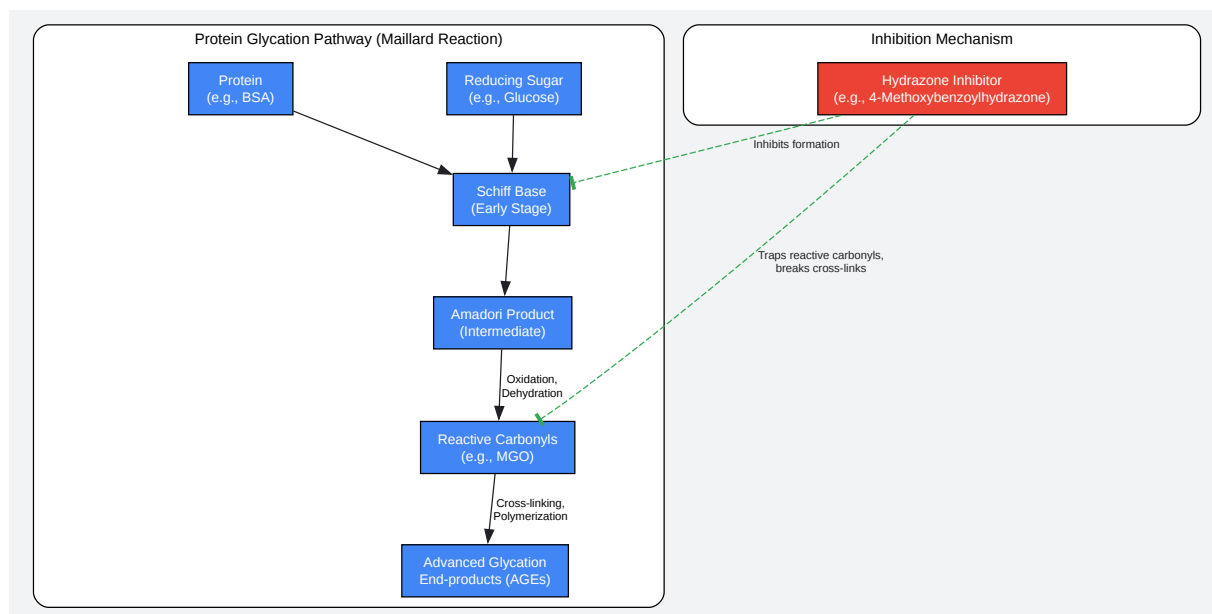 Protein Glycation Pathway (Maillard Reaction)
Inhibition Mechanism
Protein
(e.g., BSA)
Reducing Sugar
(e.g., Glucose)
Hydrazone Inhibitor
(e.g., 4-Methoxybenzoylhydrazone)
Inhibits formation
Schiff Base
(Early Stage)
Traps reactive carbonyls,
breaks cross-links
Amadori Product
(Intermediate)
Oxidation,
Dehydration
Reactive Carbonyls
(e.g., MGO)
Cross-linking,
Polymerization
Advanced Glycation
End-products (AGEs)